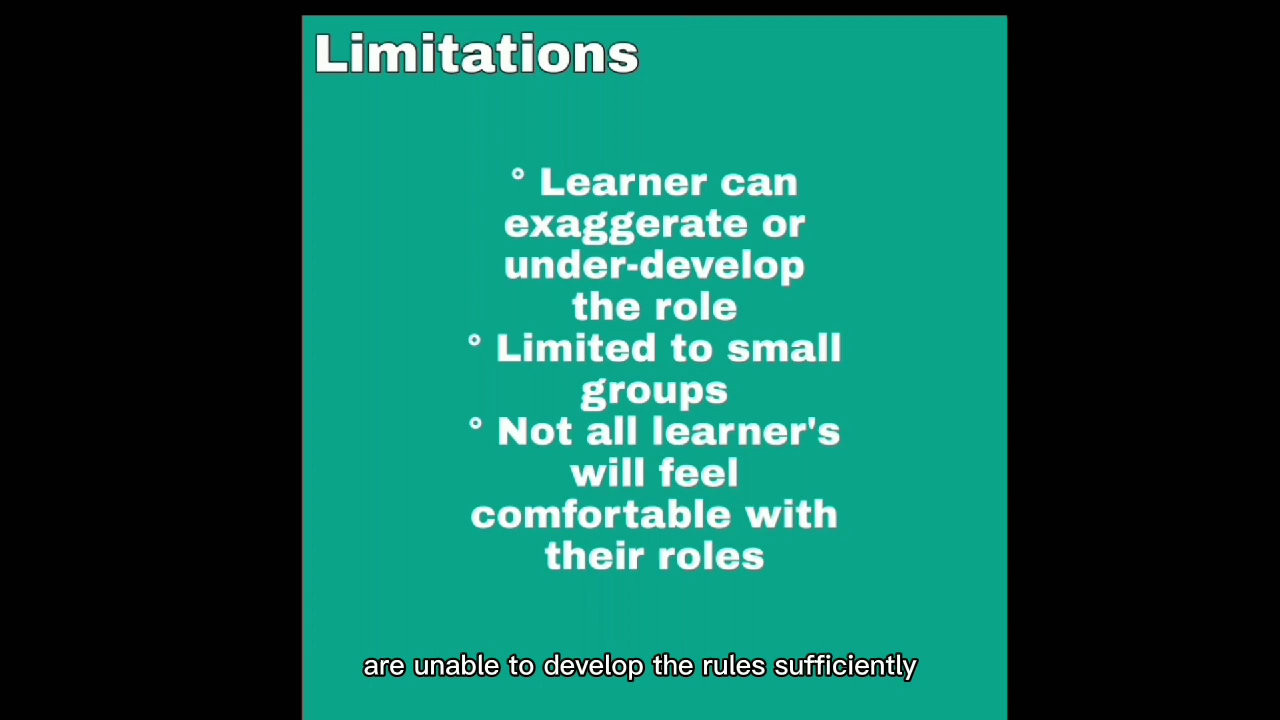 Limitations
° Learner can
exaggerate or
under-develop
the role
° Limited to small
groups
° Not all learner's
will feel
comfortable with
their roles
are unable to develop the rules sufficiently